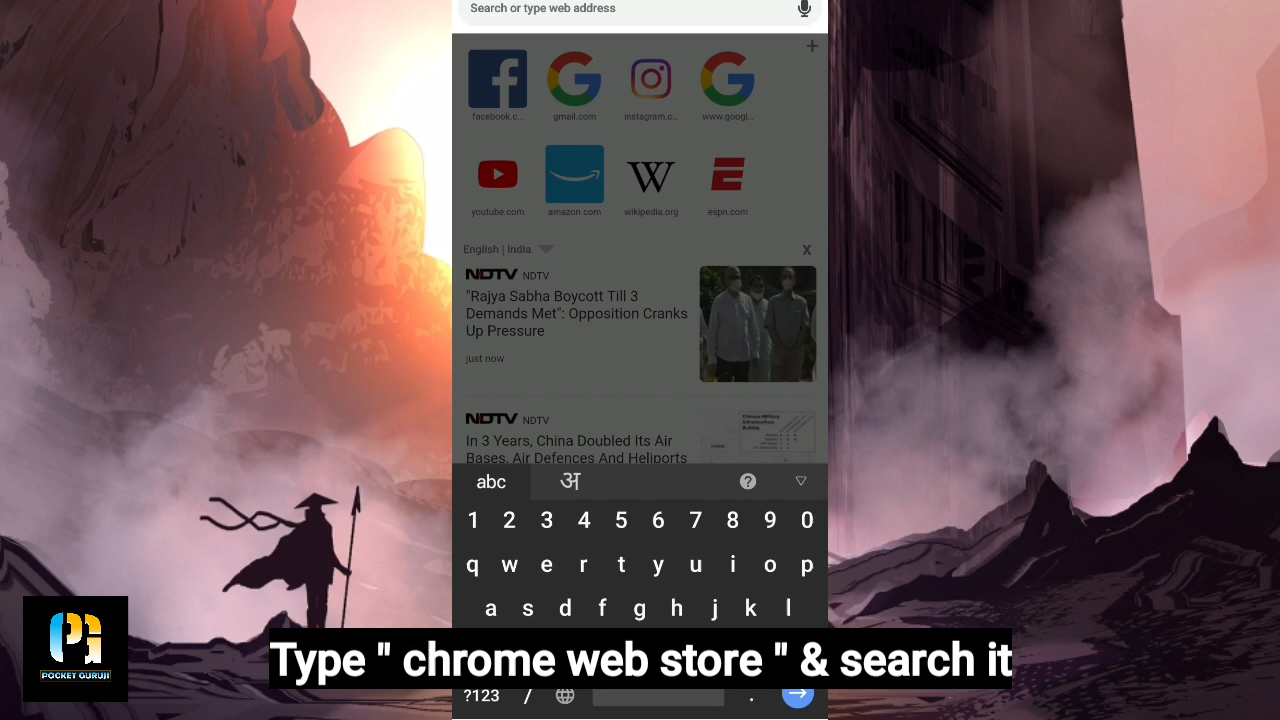 Search or type web address
facebook.c...
gmail.com
instagram.c...
www.googl...
youtube.com
amazon.com
wikipedia.org
espn.com
English | India
X
NDTV NDTV
"Rajya Sabha Boycott Till 3
Demands Met": Opposition Cranks
Up Pressure
just now
NDTV NDTV
In 3 Years, China Doubled Its Air
Bases, Air Defences And Heliports
abc अ
1 2 3 4 5 6 7 8 9 0
q w e r t y u i o p
a s d f g h j k l
Type " chrome web store " & search it
?123 / .
PG
POCKET GURUJI